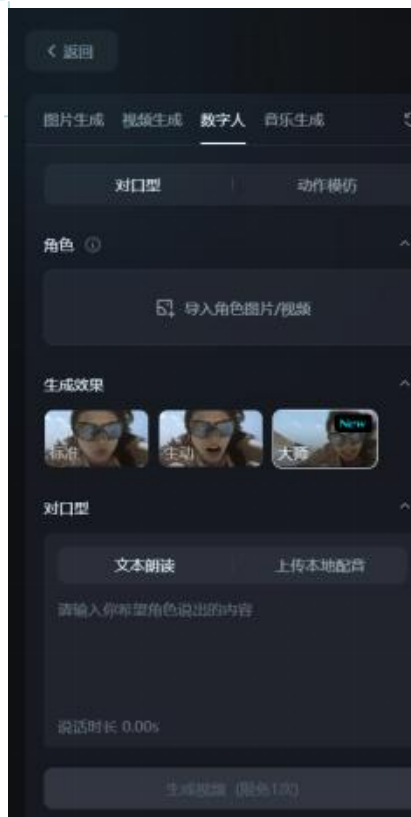 返回
图片生成 视频生成 数字人 音乐生成
对口型 动作模仿
角色
导入角色图片/视频
生成效果
标准 生动 大师 New
对口型
文本朗读 上传本地配音
请输入你希望角色说出的内容
说话时长 0.00s
生成视频 (限免1次)